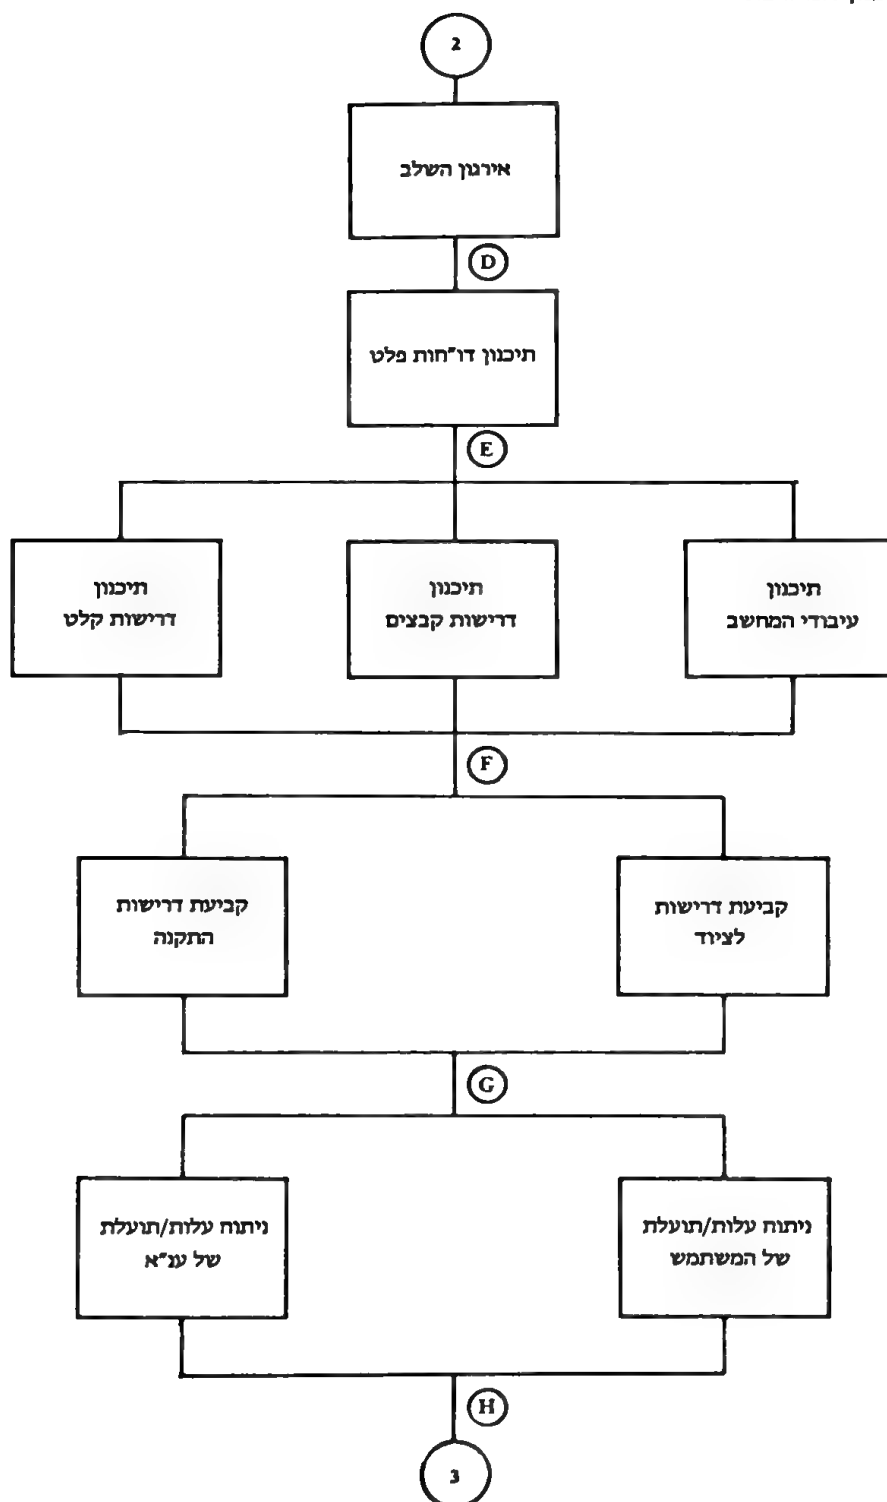 2
אירגון השלב
D
תיכנון דו"חות פלט
E
תיכנון
עיבודי המחשב
תיכנון
דרישות קבצים
תיכנון
דרישות קלט
F
קביעת דרישות
לציוד
קביעת דרישות
התקנה
G
ניתוח עלות/תועלת
של המשתמש
ניתוח עלות/תועלת
של ענ"א
H
3